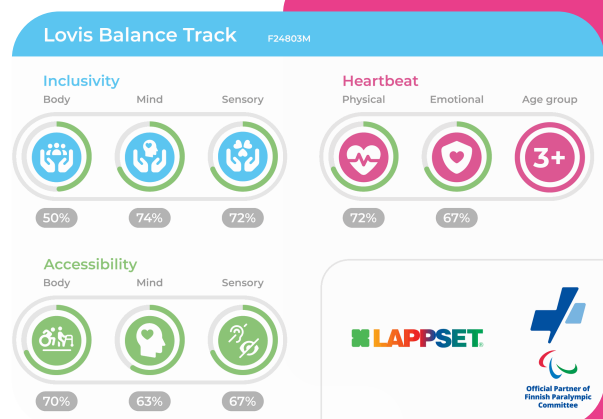 Lovis Balance Track F24803M
Inclusivity
Body Mind Sensory
50% 74% 72%
Heartbeat
Physical Emotional Age group
3+
72% 67%
Accessibility
Body Mind Sensory
70% 63% 67%
LAPPSET
Official Partner of
Finnish Paralympic
Committee